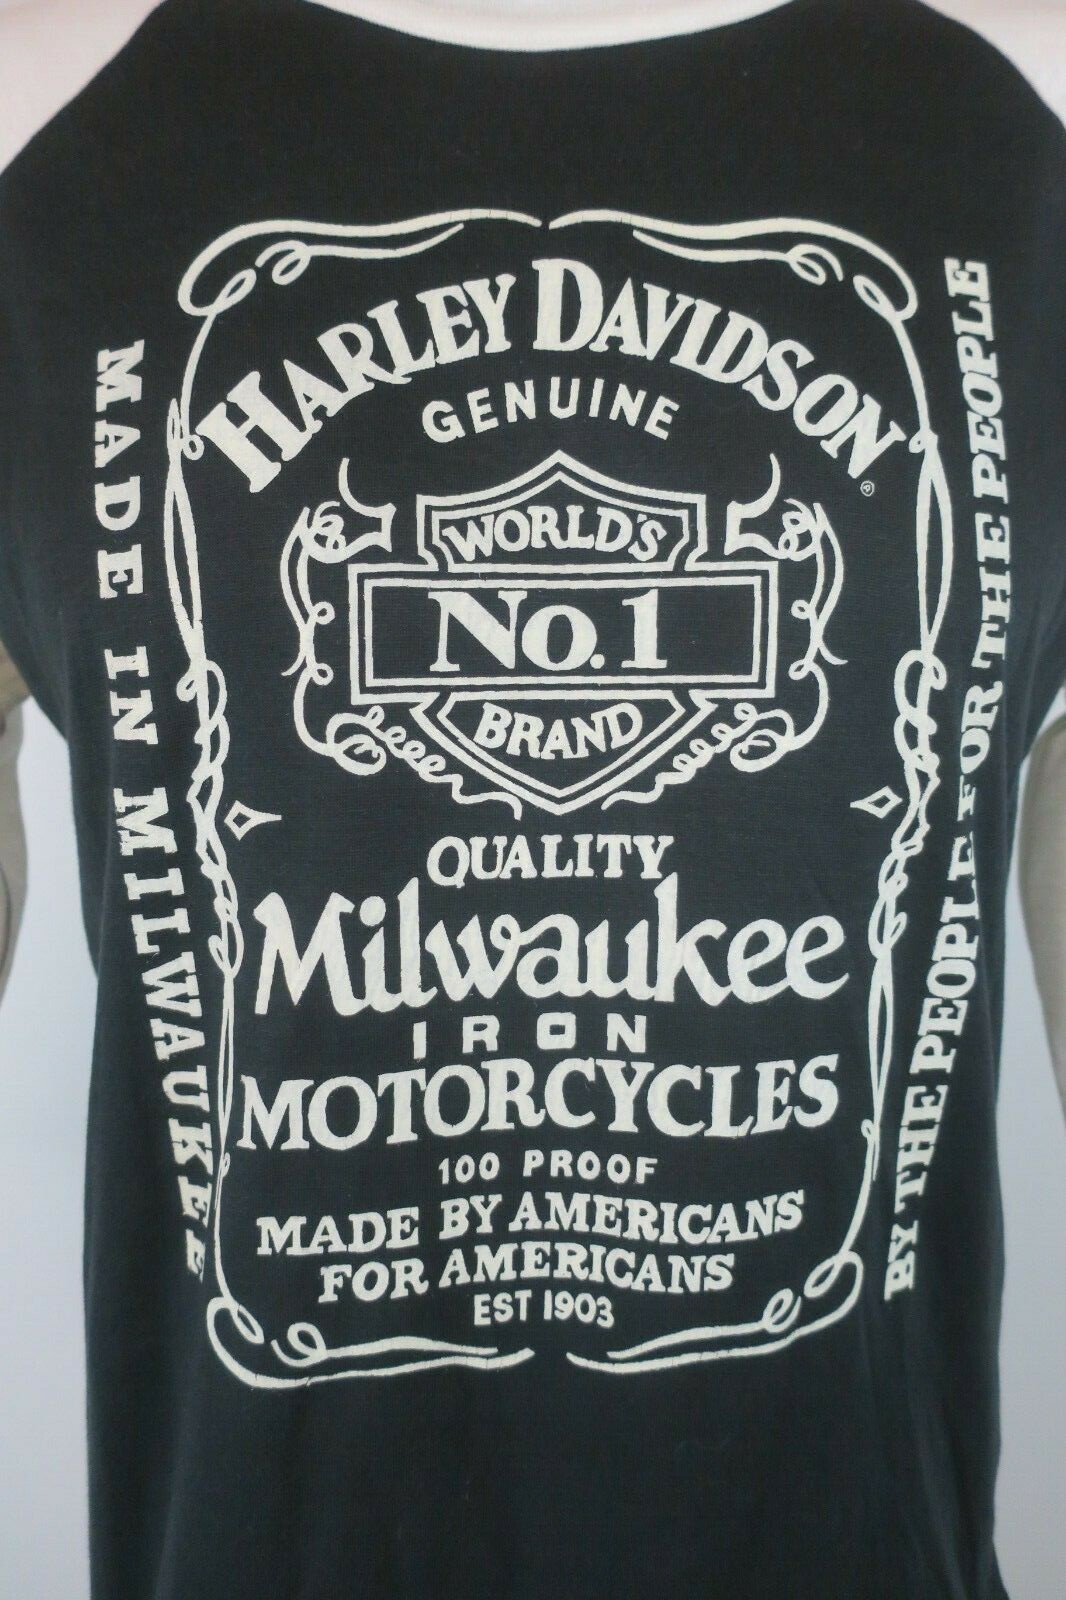 HARLEY DAVIDSON
GENUINE
WORLD'S
No. 1
BRAND
QUALITY
Milwaukee
IRON
MOTORCYCLES
100 PROOF
MADE BY AMERICANS
FOR AMERICANS
EST 1903
MADE IN MILWAUKEE
BY THE PEOPLE FOR THE PEOPLE